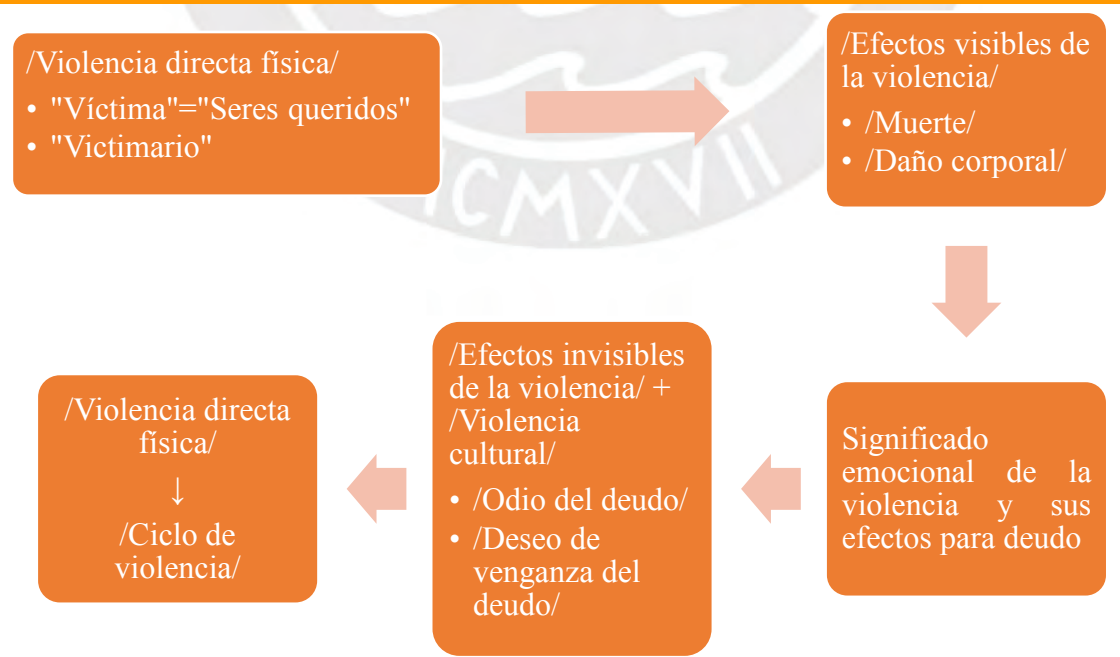 /Violencia directa física/
• "Víctima"="Seres queridos"
• "Victimario"
/Efectos visibles de
la violencia/
• /Muerte/
• /Daño corporal/
Significado
emocional de la
violencia y sus
efectos para deudo
/Efectos invisibles
de la violencia/ +
/Violencia
cultural/
• /Odio del deudo/
• /Deseo de
venganza del
deudo/
/Violencia directa
física/
↓
/Ciclo de
violencia/
CMXVII